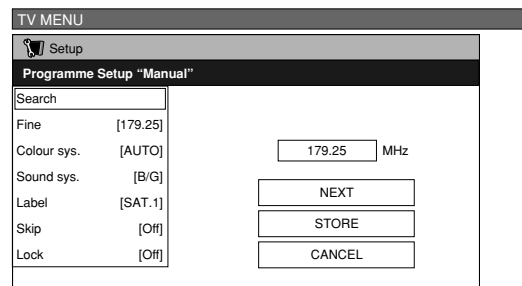 TV MENU
Setup
Programme Setup “Manual”
Search
Fine [179.25]
Colour sys. [AUTO]
Sound sys. [B/G]
Label [SAT.1]
Skip [Off]
Lock [Off]
179.25 MHz
NEXT
STORE
CANCEL